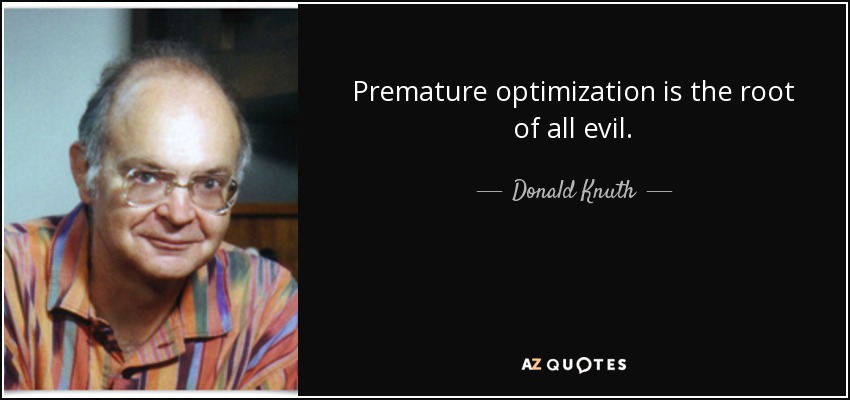 Premature optimization is the root
of all evil.
Donald Knuth
AZ QUOTES